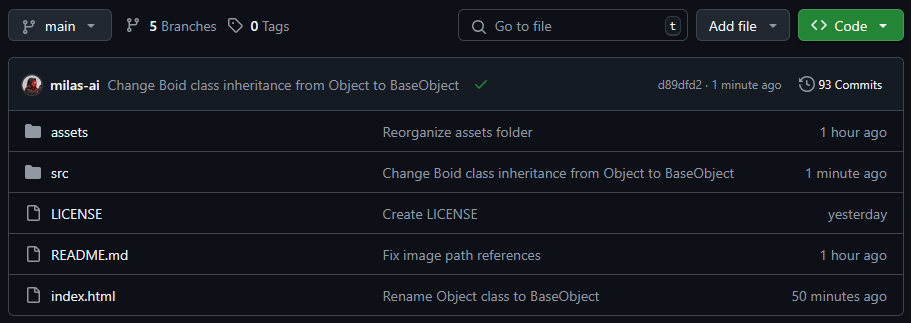 main 5 Branches 0 Tags Go to file t Add file Code
milas-ai Change Boid class inheritance from Object to BaseObject d89dfd2 · 1 minute ago 93 Commits
assets Reorganize assets folder 1 hour ago
src Change Boid class inheritance from Object to BaseObject 1 minute ago
LICENSE Create LICENSE yesterday
README.md Fix image path references 1 hour ago
index.html Rename Object class to BaseObject 50 minutes ago